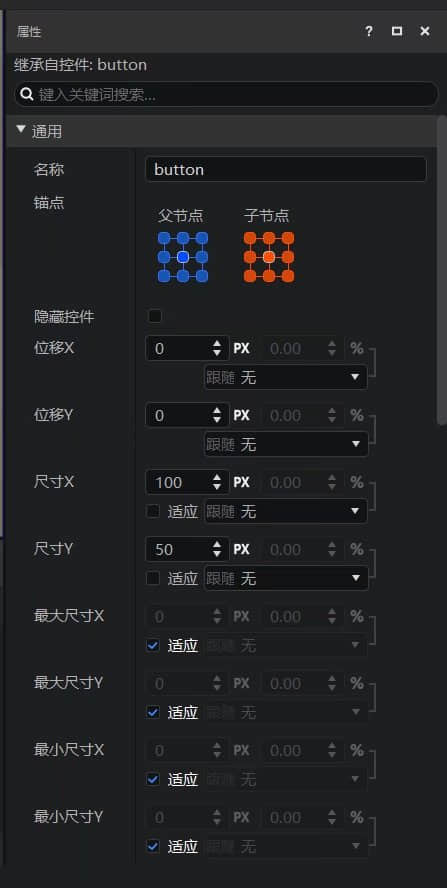 属性 ?
继承自控件: button
键入关键词搜索...
通用
名称 button
锚点 父节点 子节点
隐藏控件
位移X 0 PX 0.00 %
跟随 无
位移Y 0 PX 0.00 %
跟随 无
尺寸X 100 PX 0.00 %
适应 跟随 无
尺寸Y 50 PX 0.00 %
适应 跟随 无
最大尺寸X 0 PX 0.00 %
适应 跟随 无
最大尺寸Y 0 PX 0.00 %
适应 跟随 无
最小尺寸X 0 PX 0.00 %
适应 跟随 无
最小尺寸Y 0 PX 0.00 %
适应 跟随 无